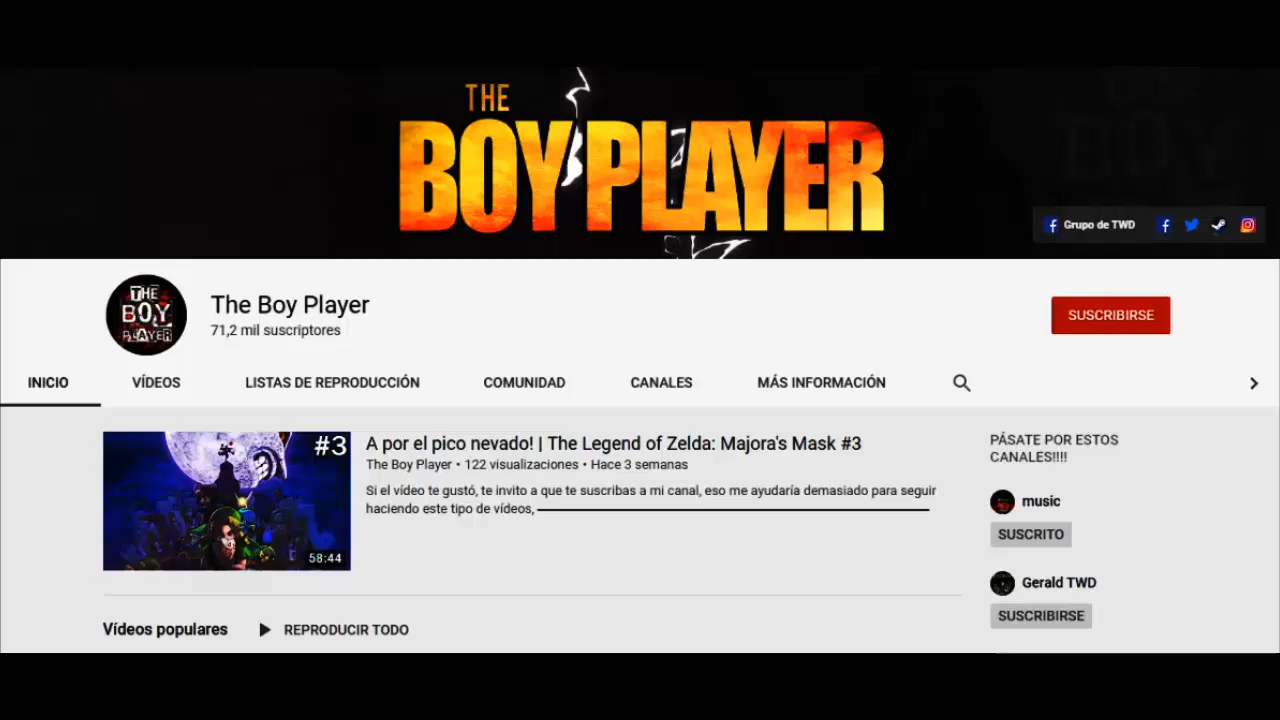 THE
BOY PLAYER
Grupo de TWD
THE
BOY
PLAYER
The Boy Player
71,2 mil suscriptores
SUSCRIBIRSE
INICIO VÍDEOS LISTAS DE REPRODUCCIÓN COMUNIDAD CANALES MÁS INFORMACIÓN
#3
58:44
A por el pico nevado! | The Legend of Zelda: Majora's Mask #3
The Boy Player • 122 visualizaciones • Hace 3 semanas
Si el vídeo te gustó, te invito a que te suscribas a mi canal, eso me ayudaría demasiado para seguir
haciendo este tipo de vídeos,
PÁSATE POR ESTOS
CANALES!!!!
music
SUSCRITO
Gerald TWD
SUSCRIBIRSE
Vídeos populares REPRODUCIR TODO